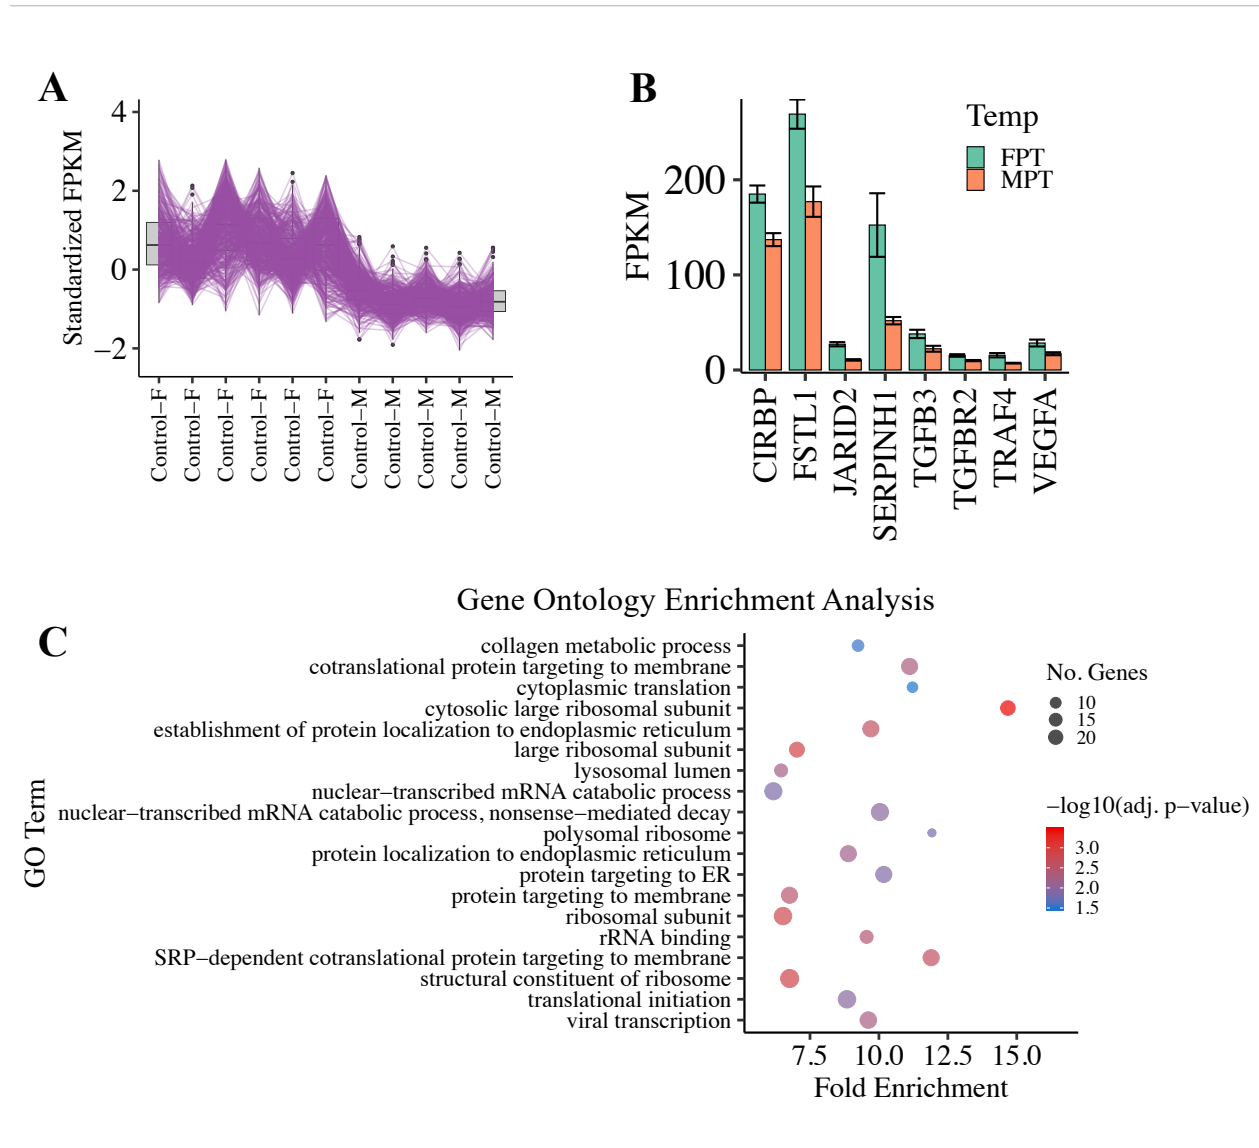 A
Standardized FPKM
4
2
0
−2
Control−F
Control−F
Control−F
Control−F
Control−F
Control−F
Control−M
Control−M
Control−M
Control−M
Control−M
B
FPKM
200
100
0
Temp
FPT
MPT
CIRBP
FSTL1
JARID2
SERPINH1
TGFB3
TGFBR2
TRAF4
VEGFA
C
Gene Ontology Enrichment Analysis
GO Term
collagen metabolic process
cotranslational protein targeting to membrane
cytoplasmic translation
cytosolic large ribosomal subunit
establishment of protein localization to endoplasmic reticulum
large ribosomal subunit
lysosomal lumen
nuclear−transcribed mRNA catabolic process
nuclear−transcribed mRNA catabolic process, nonsense−mediated decay
polysomal ribosome
protein localization to endoplasmic reticulum
protein targeting to ER
protein targeting to membrane
ribosomal subunit
rRNA binding
SRP−dependent cotranslational protein targeting to membrane
structural constituent of ribosome
translational initiation
viral transcription
7.5 10.0 12.5 15.0
Fold Enrichment
No. Genes
10
15
20
−log10(adj. p−value)
3.0
2.5
2.0
1.5